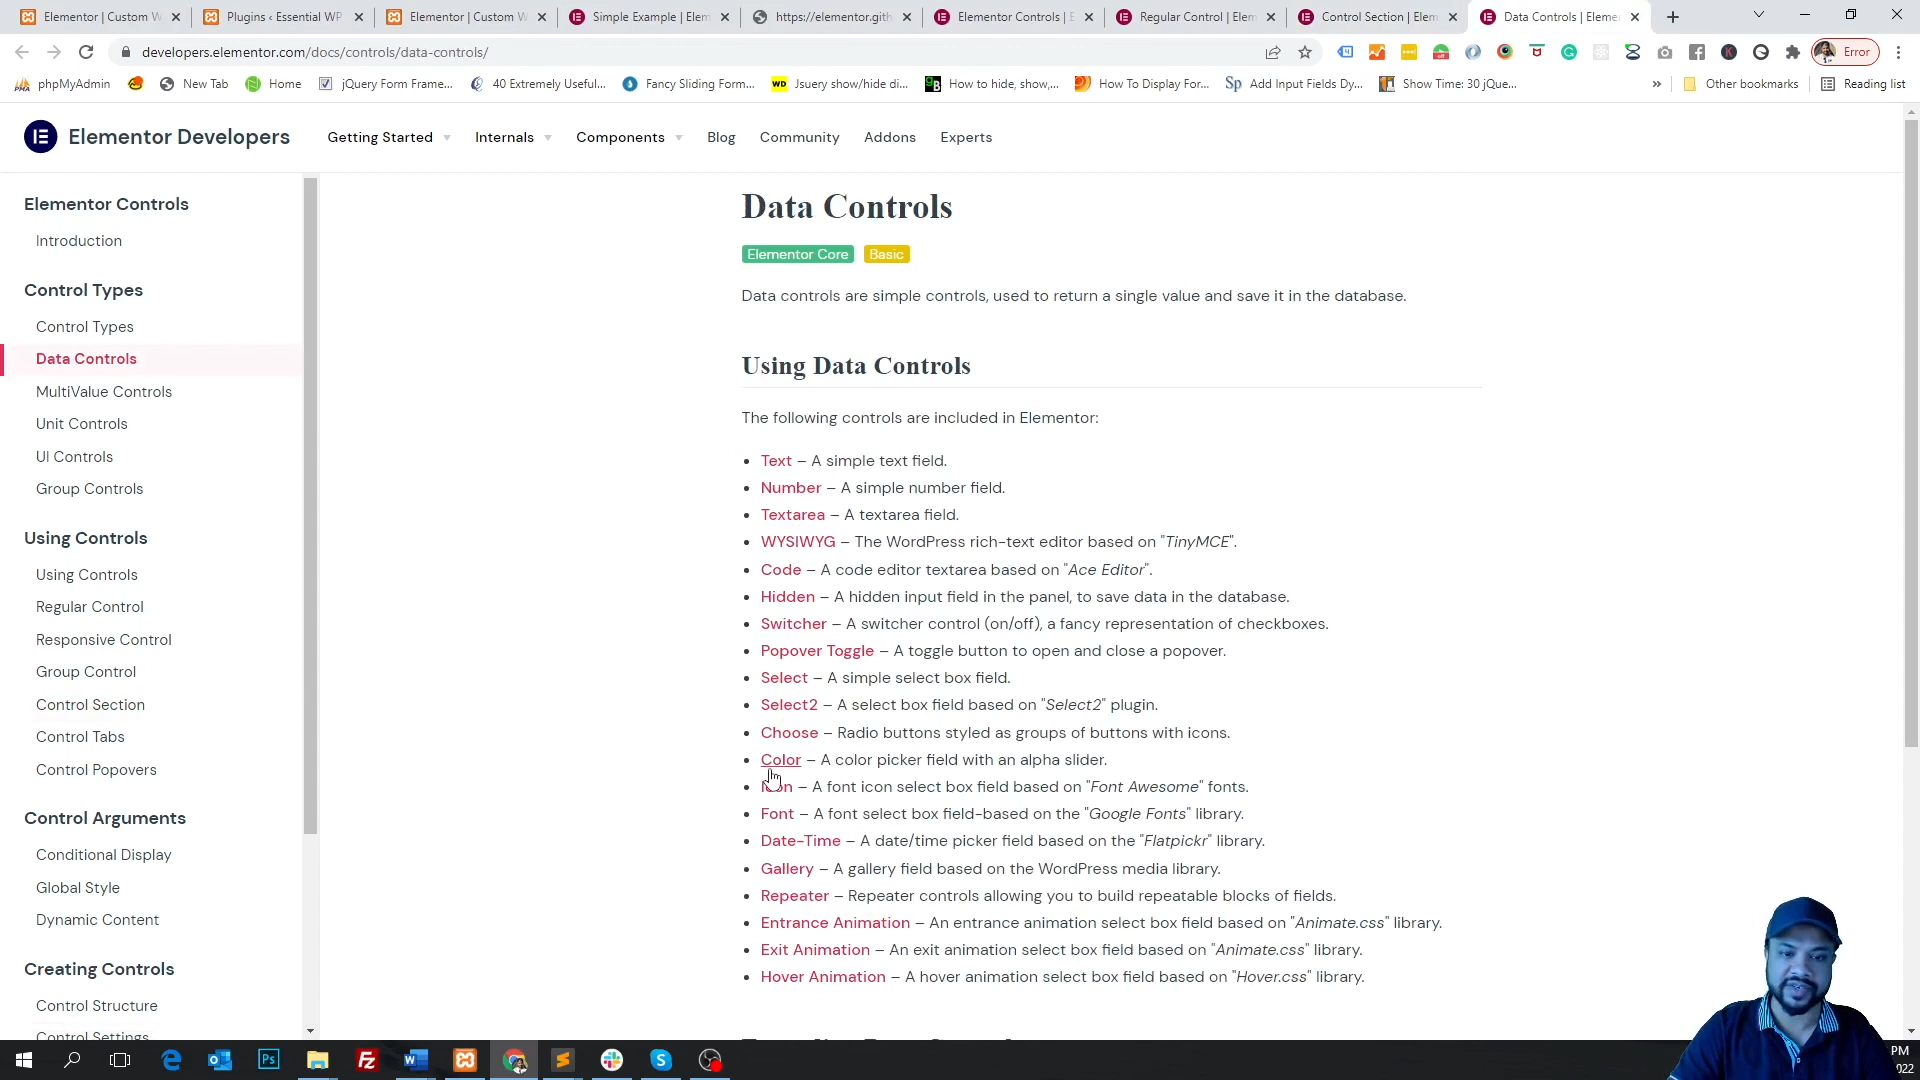 Elementor | Custom W
Plugins ‹ Essential WP
Elementor | Custom W
Simple Example | Elem
https://elementor.gith
Elementor Controls | E
Regular Control | Elem
Control Section | Elem
Data Controls | Elemen
developers.elementor.com/docs/controls/data-controls/
Error
phpMyAdmin
New Tab
Home
jQuery Form Frame...
40 Extremely Useful...
Fancy Sliding Form...
Jsuery show/hide di...
How to hide, show,...
How To Display For...
Add Input Fields Dy...
Show Time: 30 jQue...
»
Other bookmarks
Reading list
Elementor Developers
Getting Started
Internals
Components
Blog
Community
Addons
Experts
Elementor Controls
Introduction
Control Types
Control Types
Data Controls
MultiValue Controls
Unit Controls
UI Controls
Group Controls
Using Controls
Using Controls
Regular Control
Responsive Control
Group Control
Control Section
Control Tabs
Control Popovers
Control Arguments
Conditional Display
Global Style
Dynamic Content
Creating Controls
Control Structure
Control Settings
Data Controls
Elementor Core Basic
Data controls are simple controls, used to return a single value and save it in the database.
Using Data Controls
The following controls are included in Elementor:
• Text – A simple text field.
• Number – A simple number field.
• Textarea – A textarea field.
• WYSIWYG – The WordPress rich-text editor based on "TinyMCE".
• Code – A code editor textarea based on "Ace Editor".
• Hidden – A hidden input field in the panel, to save data in the database.
• Switcher – A switcher control (on/off), a fancy representation of checkboxes.
• Popover Toggle – A toggle button to open and close a popover.
• Select – A simple select box field.
• Select2 – A select box field based on "Select2" plugin.
• Choose – Radio buttons styled as groups of buttons with icons.
• Color – A color picker field with an alpha slider.
• Icon – A font icon select box field based on "Font Awesome" fonts.
• Font – A font select box field-based on the "Google Fonts" library.
• Date-Time – A date/time picker field based on the "Flatpickr" library.
• Gallery – A gallery field based on the WordPress media library.
• Repeater – Repeater controls allowing you to build repeatable blocks of fields.
• Entrance Animation – An entrance animation select box field based on "Animate.css" library.
• Exit Animation – An exit animation select box field based on "Animate.css" library.
• Hover Animation – A hover animation select box field based on "Hover.css" library.
PM
022